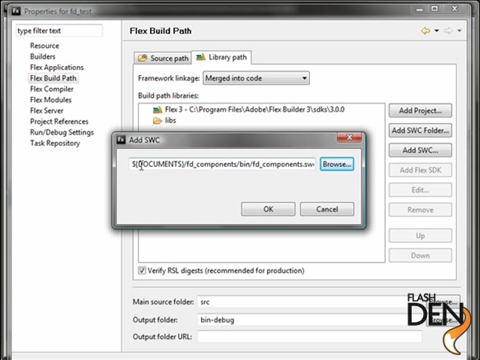 Properties for fd_test
type filter text
Flex Build Path
Resource
Builders
Flex Applications
Flex Build Path
Flex Compiler
Flex Modules
Flex Server
Project References
Run/Debug Settings
Task Repository
Source path
Library path
Framework linkage: Merged into code
Build path libraries:
Flex 3 - C:\Program Files\Adobe\Flex Builder 3\sdks\3.0.0
libs
Add Project...
Add SWC Folder...
Add SWC...
Add Flex SDK
Edit...
Remove
Up
Down
Add SWC
${DOCUMENTS}/fd_components/bin/fd_components.sw
Browse...
OK
Cancel
Verify RSL digests (recommended for production)
Main source folder: src
Output folder: bin-debug
Output folder URL:
FLASH
DEN